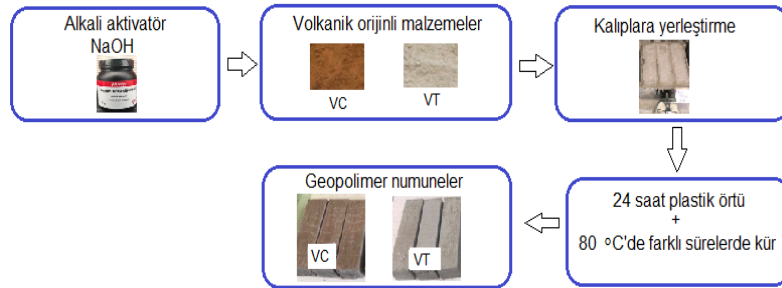 Alkali aktivatör
NaOH
Volkanik orijinli malzemeler
VC
VT
Kalıplara yerleştirme
24 saat plastik örtü
+
80 ºC'de farklı sürelerde kür
Geopolimer numuneler
VC
VT